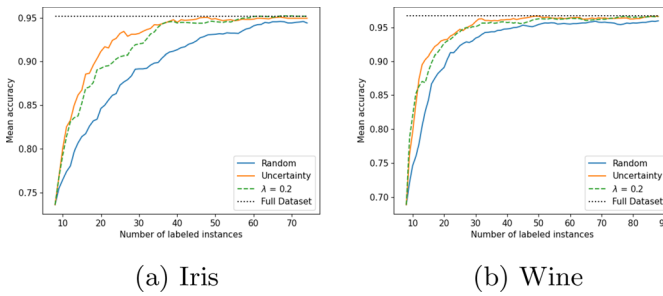 0.95
0.90
0.85
0.80
0.75
Mean accuracy
10 20 30 40 50 60 70
Number of labeled instances
Random
Uncertainty
λ = 0.2
Full Dataset
(a) Iris
0.95
0.90
0.85
0.80
0.75
0.70
Mean accuracy
10 20 30 40 50 60 70 80
Number of labeled instances
Random
Uncertainty
λ = 0.2
Full Dataset
(b) Wine